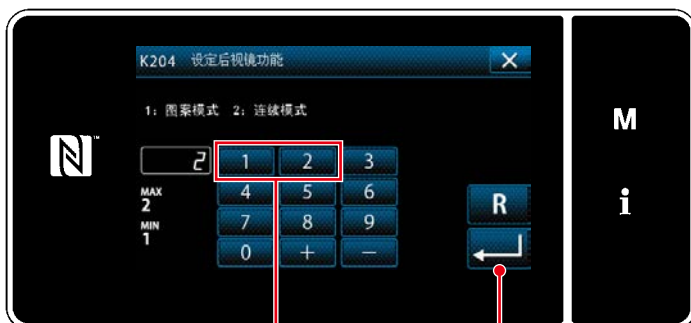 K204 设定后视镜功能
1：图案模式 2：连续模式
2 1 2 3
MAX
2
4 5 6
MIN
1
7 8 9
0 + −
R
M
i
N™